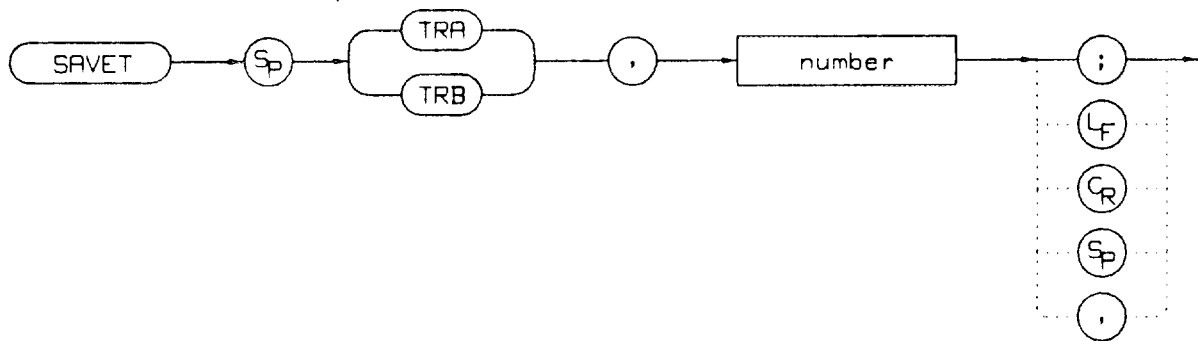 SAVET SP TRA , number ;
TRB
LF
CR
SP
,